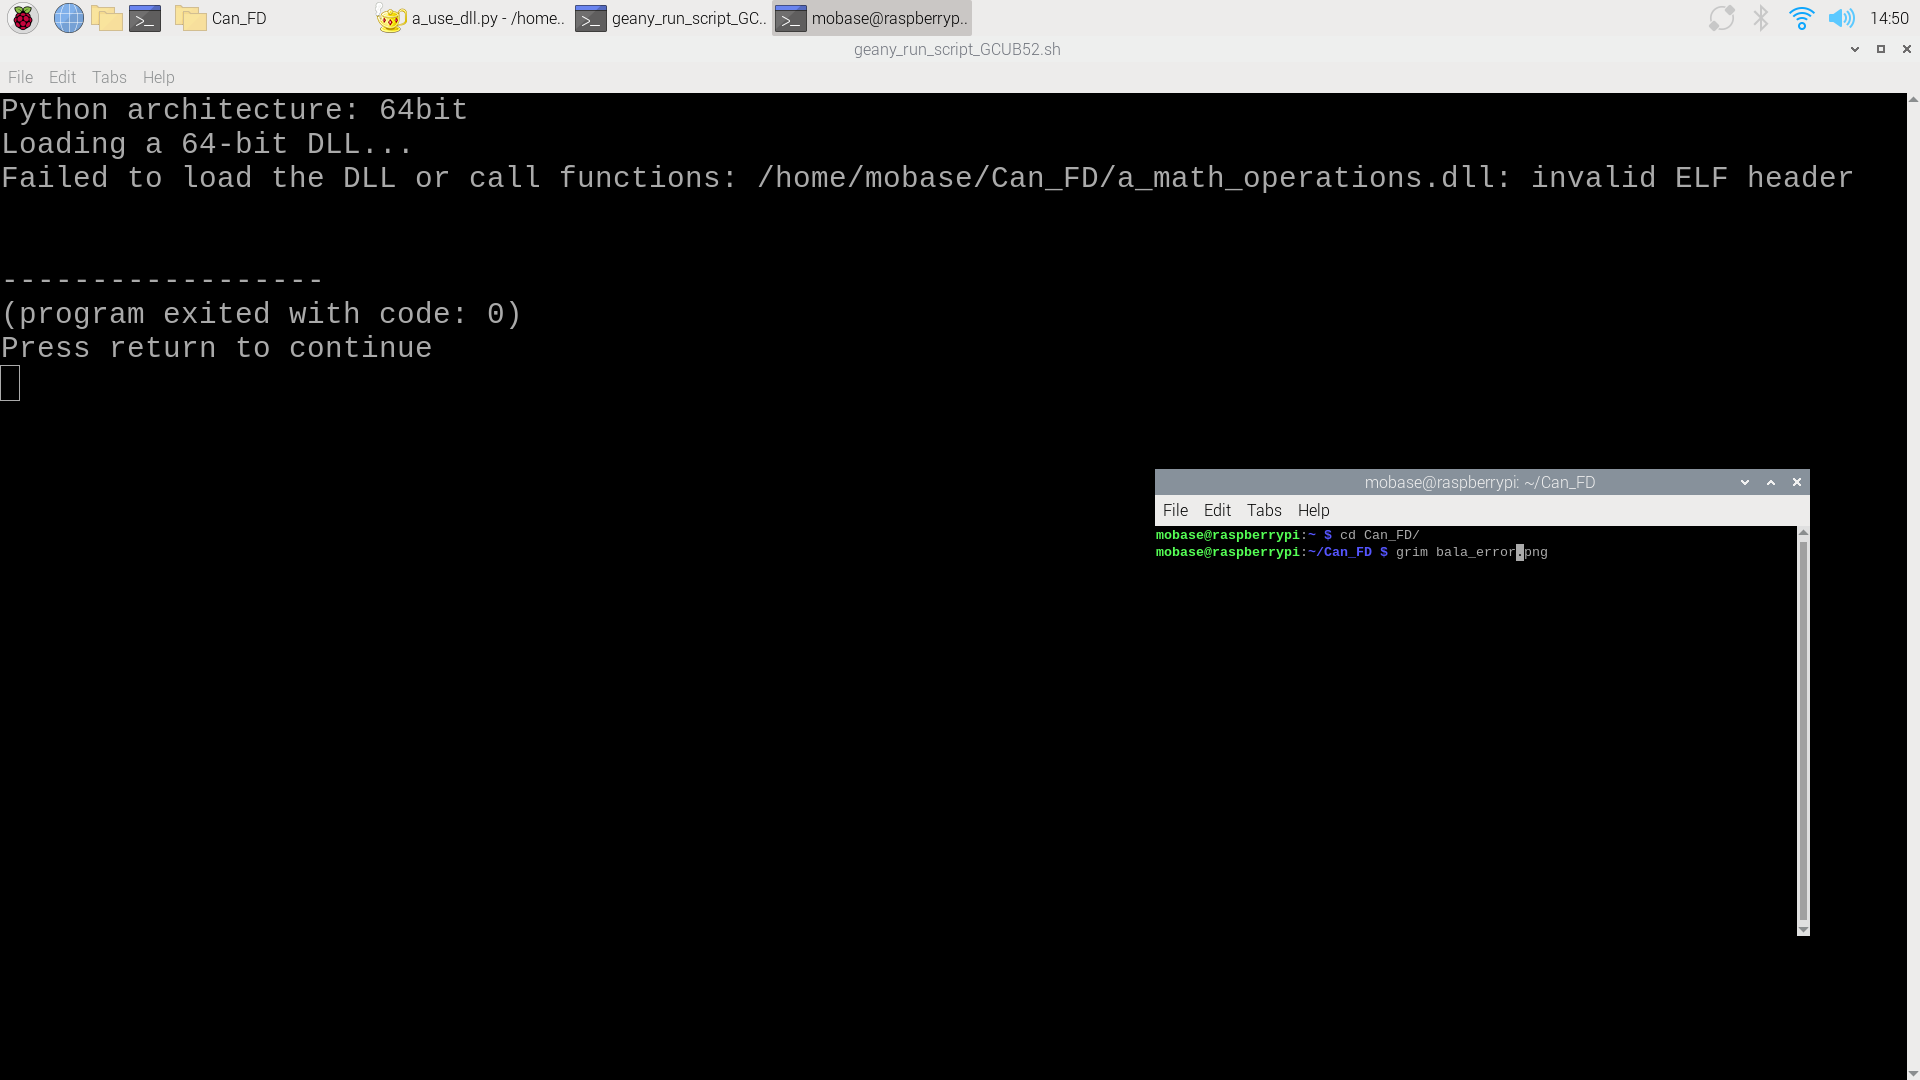 Can_FD
a_use_dll.py - /home..
geany_run_script_GC..
mobase@raspberryp..
14:50
geany_run_script_GCUB52.sh
File Edit Tabs Help
Python architecture: 64bit
Loading a 64-bit DLL...
Failed to load the DLL or call functions: /home/mobase/Can_FD/a_math_operations.dll: invalid ELF header
------------------
(program exited with code: 0)
Press return to continue
mobase@raspberrypi: ~/Can_FD
File Edit Tabs Help
mobase@raspberrypi:~ $ cd Can_FD/
mobase@raspberrypi:~/Can_FD $ grim bala_error.png